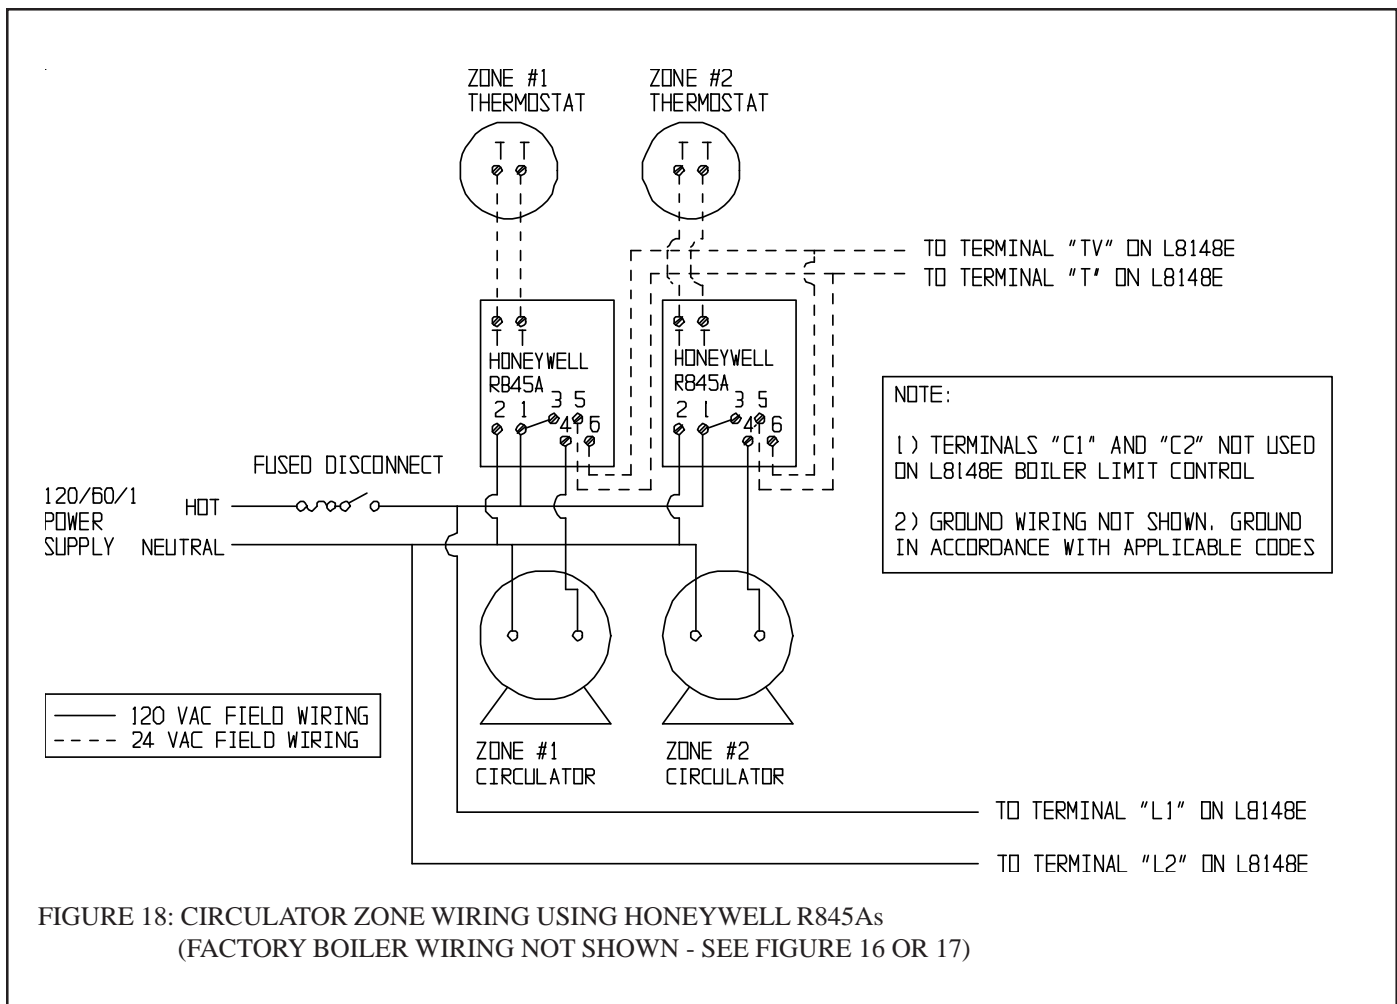 ZONE #1
THERMOSTAT
ZONE #2
THERMOSTAT
T T
T T
TO TERMINAL "TV" ON L8148E
TO TERMINAL "T" ON L8148E
T T
HONEYWELL
R845A
3 5
2 1
4 6
T T
HONEYWELL
R845A
3 5
2 1
4 6
NOTE:
1) TERMINALS "C1" AND "C2" NOT USED
ON L8148E BOILER LIMIT CONTROL
2) GROUND WIRING NOT SHOWN. GROUND
IN ACCORDANCE WITH APPLICABLE CODES
FUSED DISCONNECT
120/60/1
POWER
SUPPLY
HOT
NEUTRAL
120 VAC FIELD WIRING
24 VAC FIELD WIRING
ZONE #1
CIRCULATOR
ZONE #2
CIRCULATOR
TO TERMINAL "L1" ON L8148E
TO TERMINAL "L2" ON L8148E
FIGURE 18: CIRCULATOR ZONE WIRING USING HONEYWELL R845As
(FACTORY BOILER WIRING NOT SHOWN - SEE FIGURE 16 OR 17)